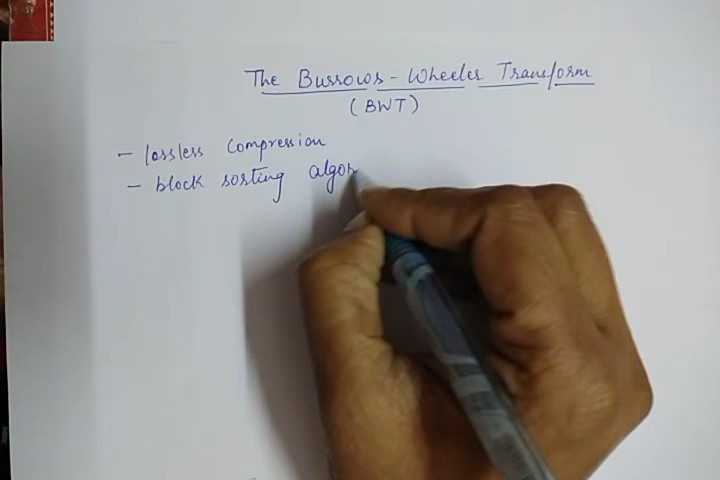 The Burrows - Wheeler Transform
(BWT)
- lossless compression
- block sorting algor